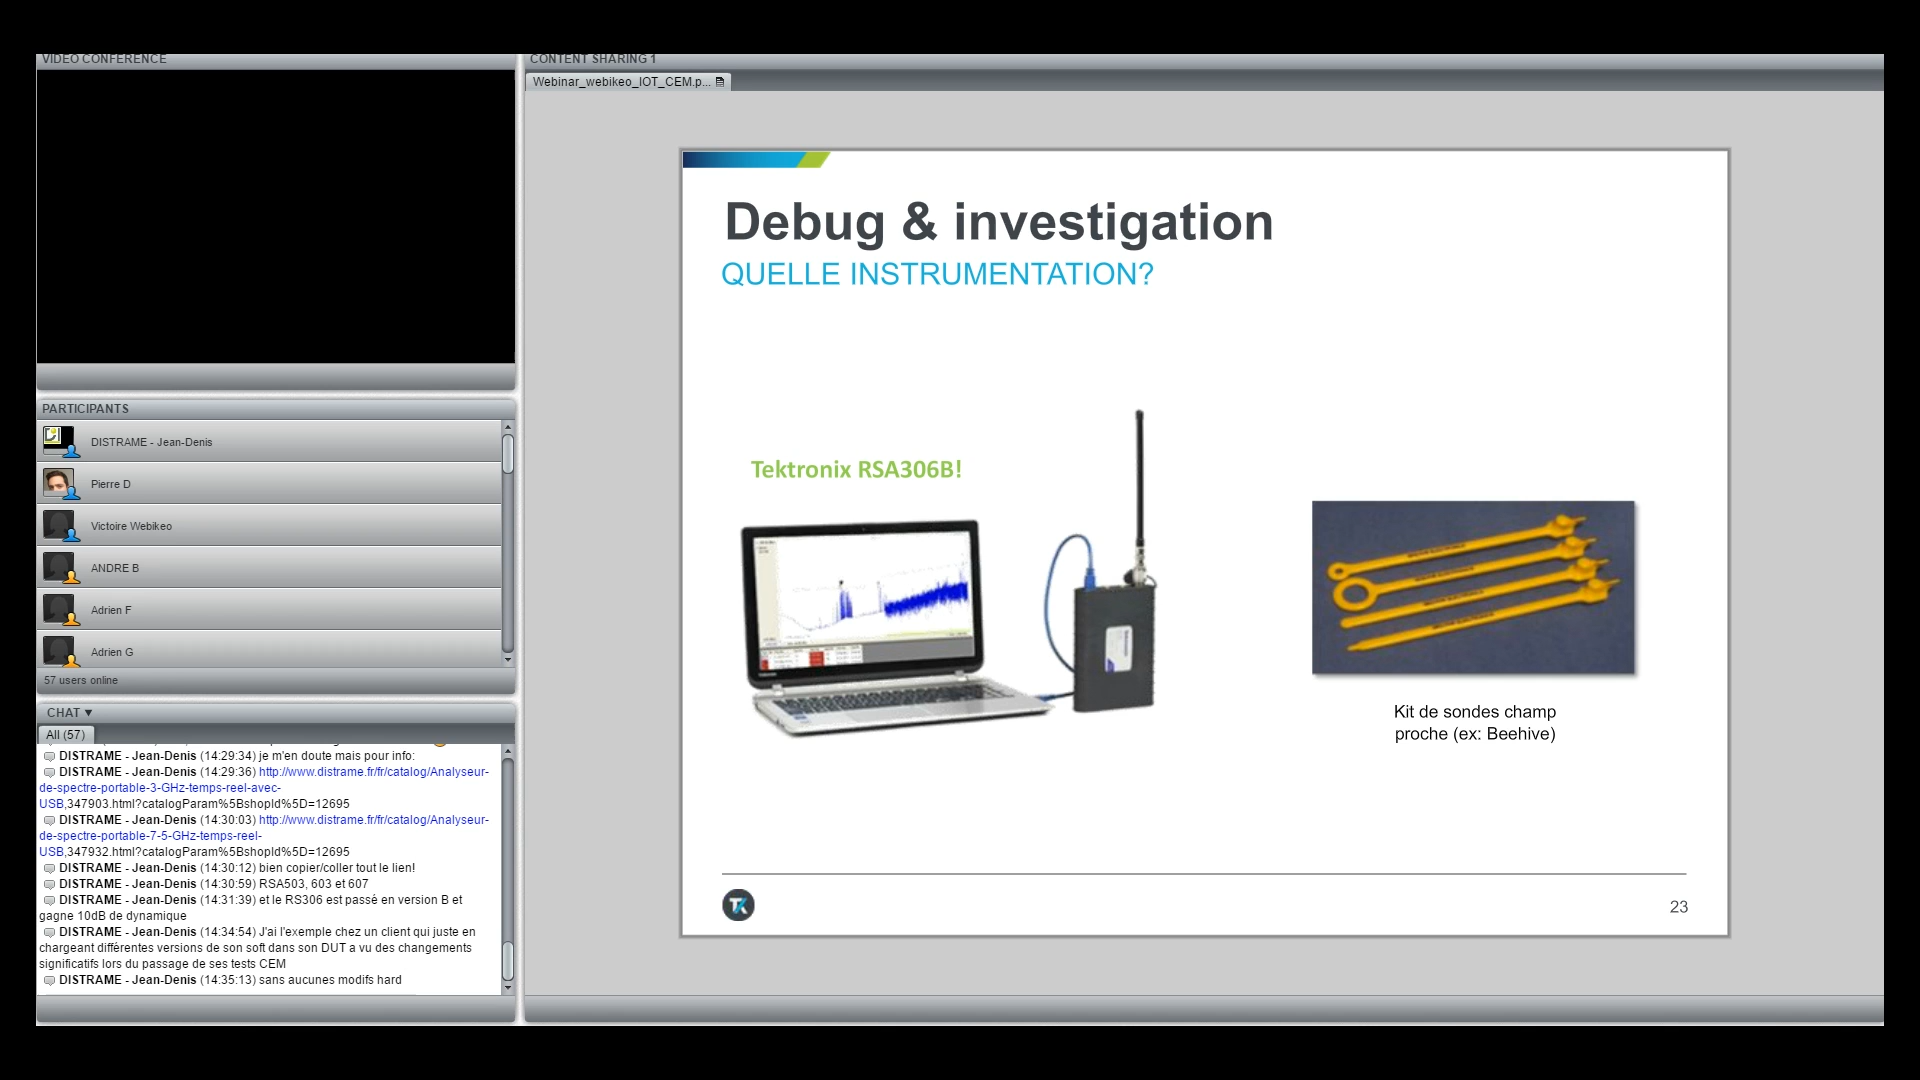 VIDEO CONFERENCE
PARTICIPANTS
DISTRAME - Jean-Denis
Pierre D
Victoire Webikeo
ANDRE B
Adrien F
Adrien G
57 users online
CHAT
All (57)
DISTRAME - Jean-Denis (14:29:34) je m'en doute mais pour info:
DISTRAME - Jean-Denis (14:29:36) http://www.distrame.fr/fr/catalog/Analyseur-
de-spectre-portable-3-GHz-temps-reel-avec-
USB,347903.html?catalogParam%5BshopId%5D=12695
DISTRAME - Jean-Denis (14:30:03) http://www.distrame.fr/fr/catalog/Analyseur-
de-spectre-portable-7-5-GHz-temps-reel-
USB,347932.html?catalogParam%5BshopId%5D=12695
DISTRAME - Jean-Denis (14:30:12) bien copier/coller tout le lien!
DISTRAME - Jean-Denis (14:30:59) RSA503, 603 et 607
DISTRAME - Jean-Denis (14:31:39) et le RS306 est passé en version B et
gagne 10dB de dynamique
DISTRAME - Jean-Denis (14:34:54) J'ai l'exemple chez un client qui juste en
chargeant différentes versions de son soft dans son DUT a vu des changements
significatifs lors du passage de ses tests CEM
DISTRAME - Jean-Denis (14:35:13) sans aucunes modifs hard
CONTENT SHARING 1
Webinar_webikeo_IOT_CEM.p...
Debug & investigation
QUELLE INSTRUMENTATION?
Tektronix RSA306B!
Kit de sondes champ
proche (ex: Beehive)
23